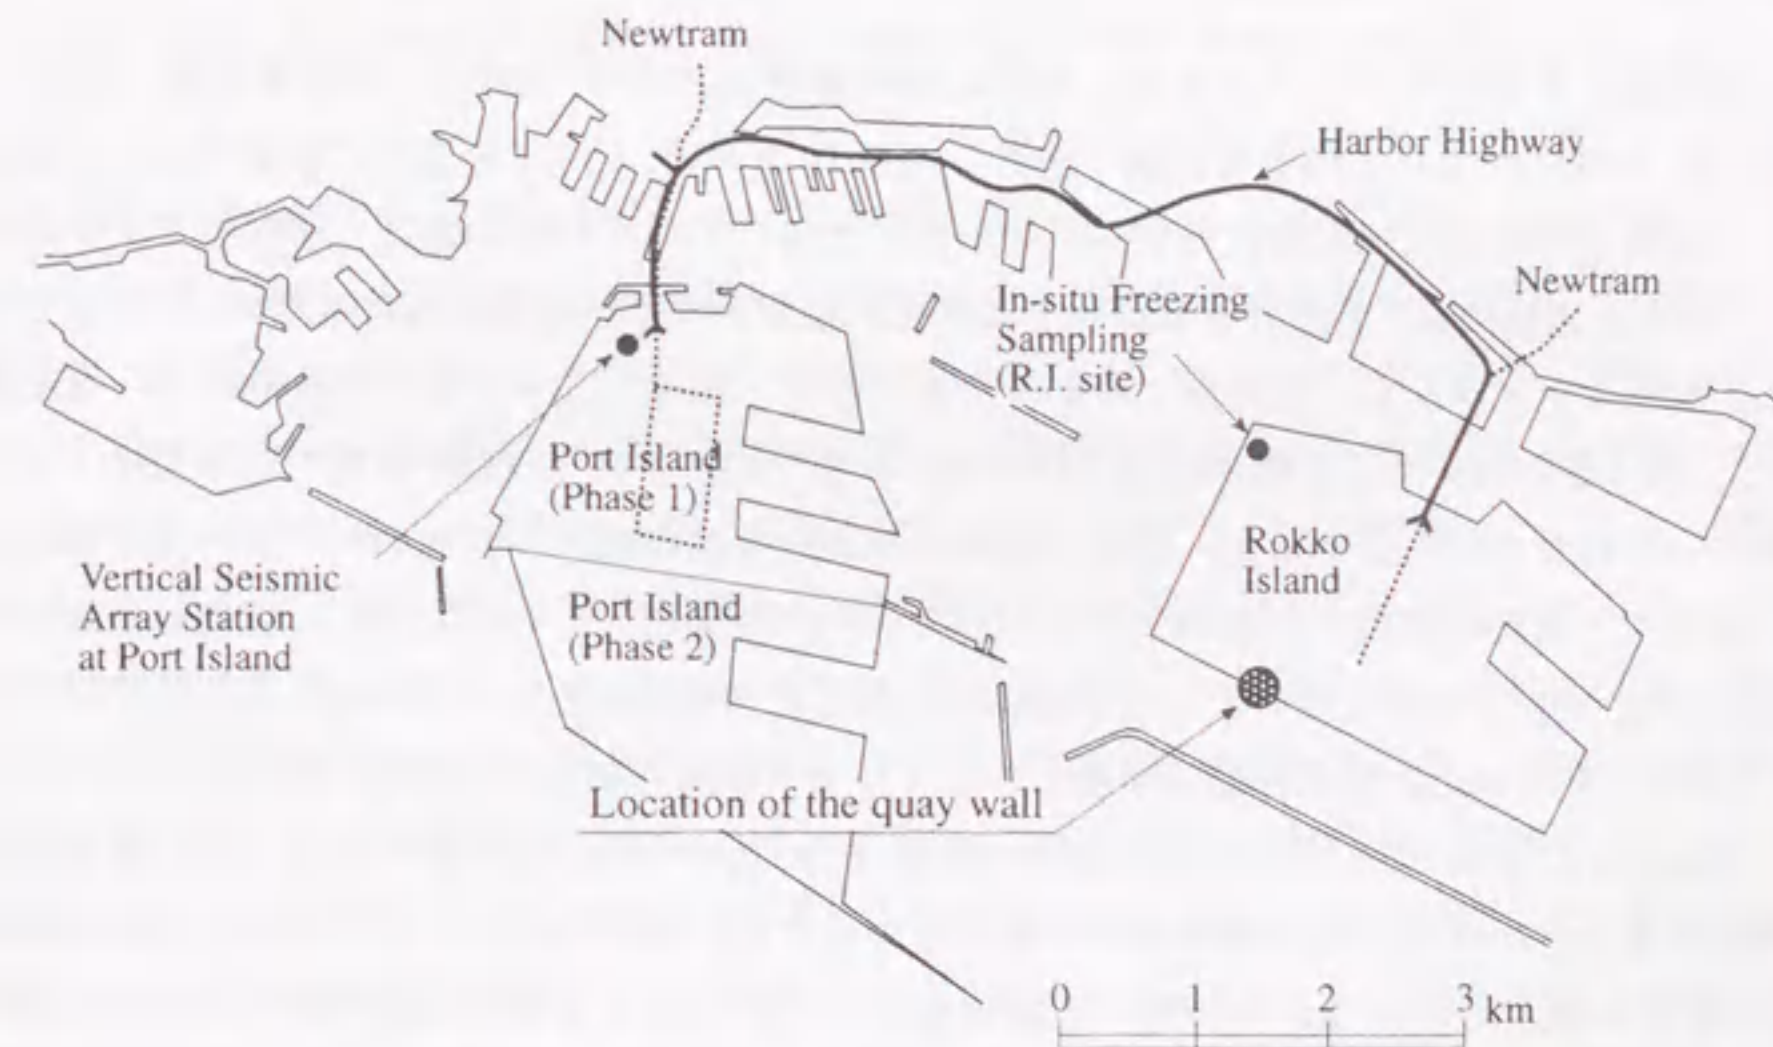 Newtram
Harbor Highway
Newtram
In-situ Freezing
Sampling
(R.I. site)
Port Island
(Phase 1)
Rokko
Island
Vertical Seismic
Array Station
at Port Island
Port Island
(Phase 2)
Location of the quay wall
0 1 2 3 km